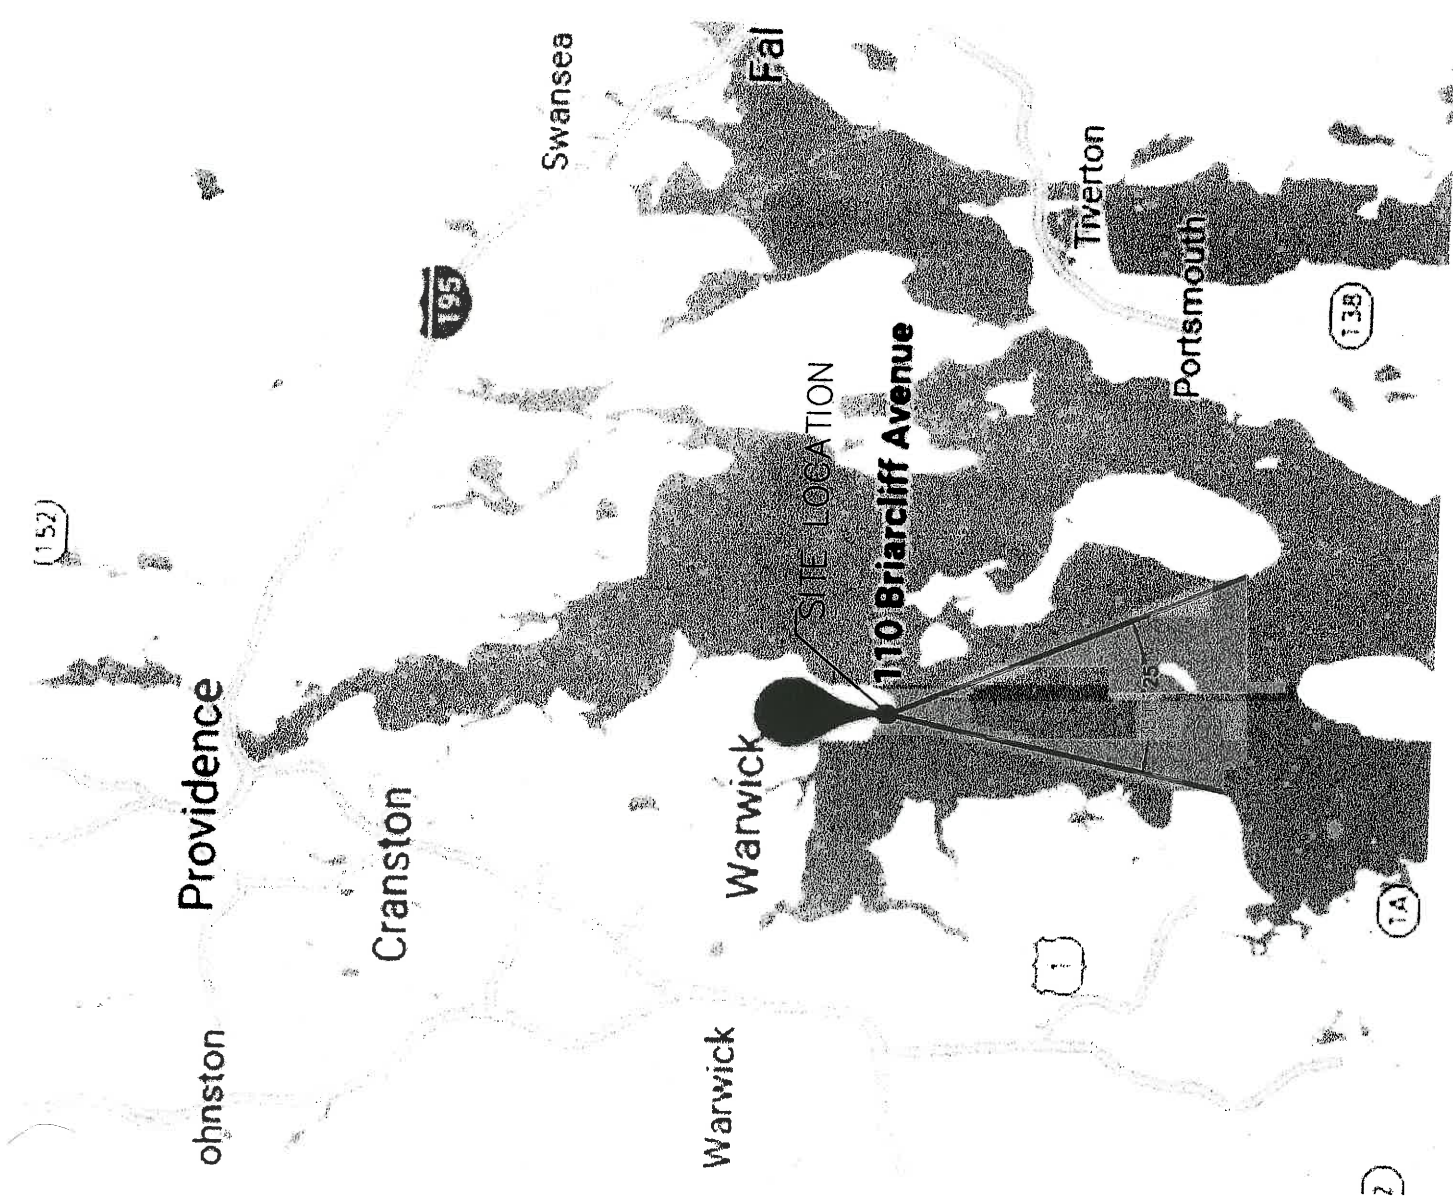 152
Swansea
Fal
195
Providence
Cranston
ohnston
Warwick
Warwick
SITE LOCATION
110 Briarcliff Avenue
Tiverton
Portsmouth
138
25
1
1A